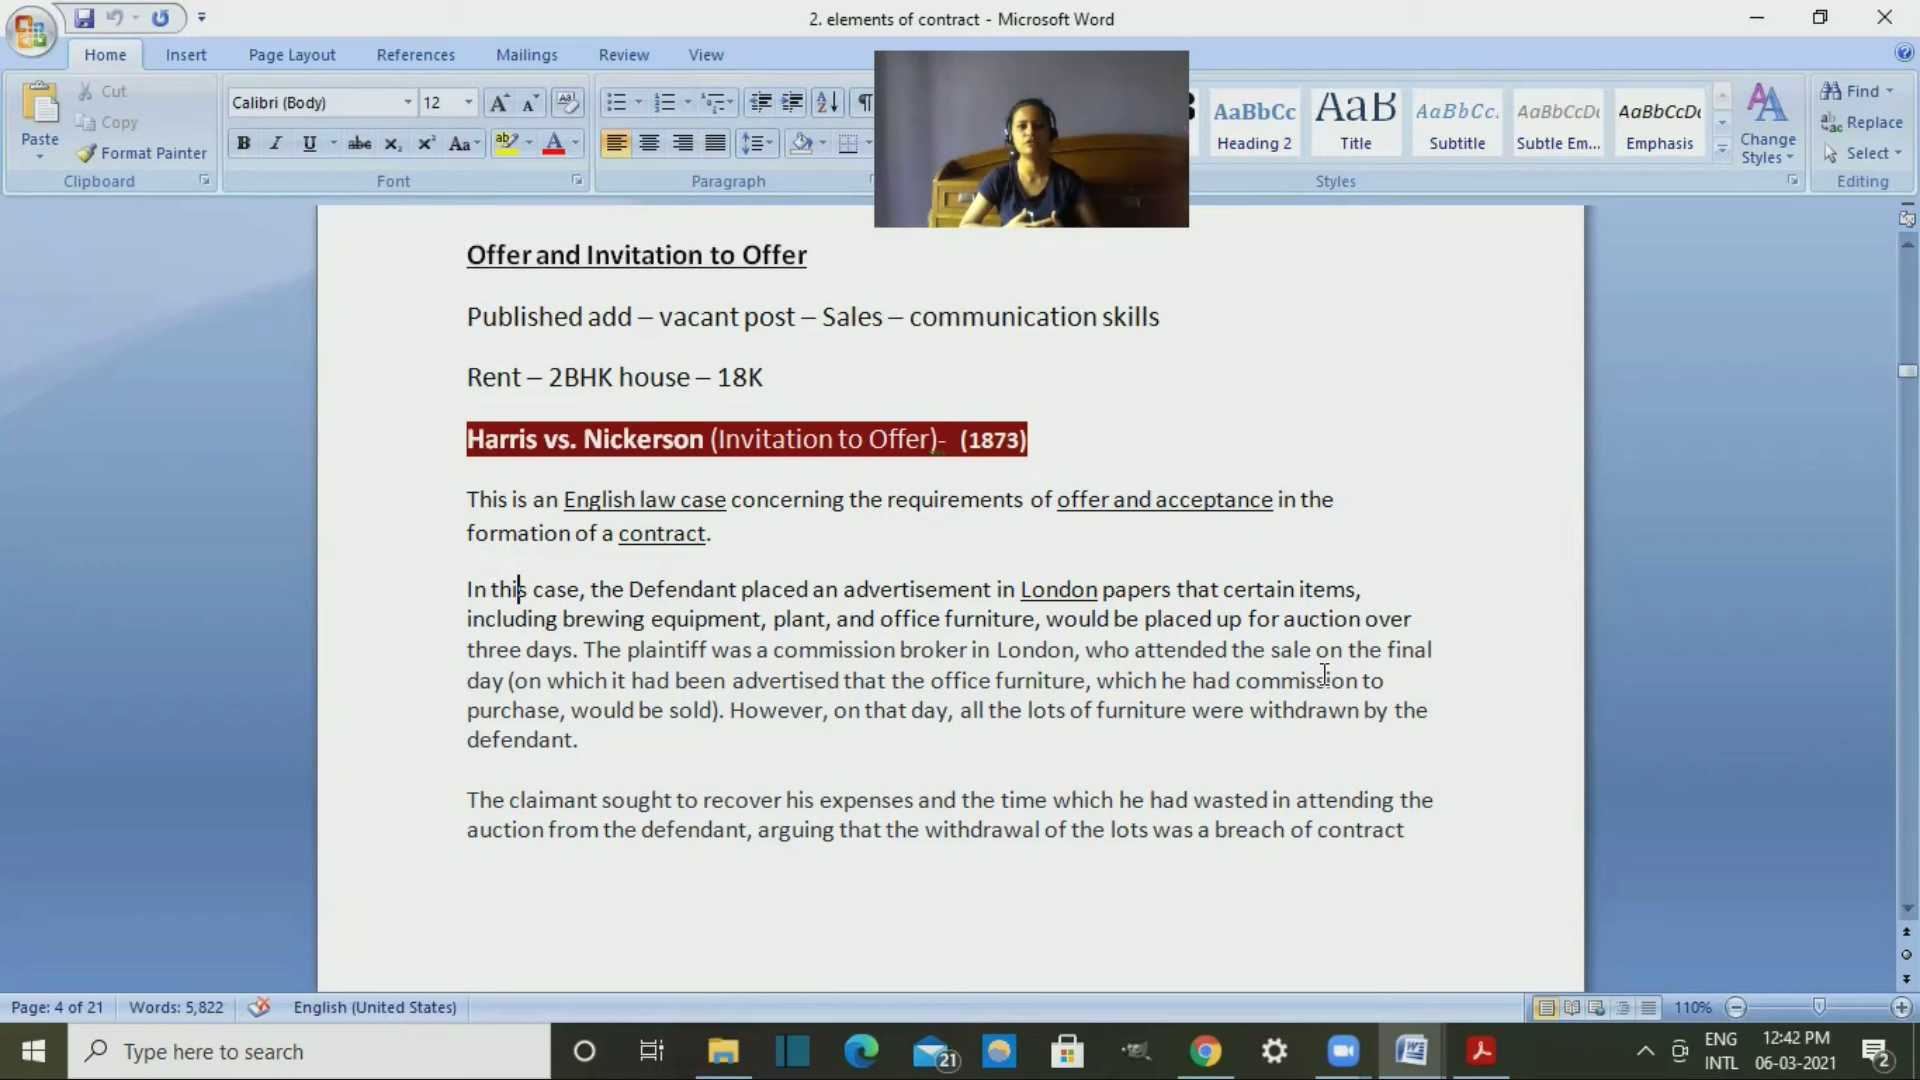 2. elements of contract - Microsoft Word
Home Insert Page Layout References Mailings Review View
Paste
Cut
Copy
Format Painter
Clipboard
Calibri (Body) 12
Font
Paragraph
AaBbCc AaB AaBbCc. AaBbCcDc AaBbCcDc
Heading 2 Title Subtitle Subtle Em... Emphasis
Change Styles
Styles
Find
Replace
Select
Editing
Offer and Invitation to Offer
Published add – vacant post – Sales – communication skills
Rent – 2BHK house – 18K
Harris vs. Nickerson (Invitation to Offer)- (1873)
This is an English law case concerning the requirements of offer and acceptance in the
formation of a contract.
In this case, the Defendant placed an advertisement in London papers that certain items,
including brewing equipment, plant, and office furniture, would be placed up for auction over
three days. The plaintiff was a commission broker in London, who attended the sale on the final
day (on which it had been advertised that the office furniture, which he had commission to
purchase, would be sold). However, on that day, all the lots of furniture were withdrawn by the
defendant.
The claimant sought to recover his expenses and the time which he had wasted in attending the
auction from the defendant, arguing that the withdrawal of the lots was a breach of contract
Page: 4 of 21 Words: 5,822 English (United States) 110%
Type here to search
21
ENG
INTL
12:42 PM
06-03-2021
2